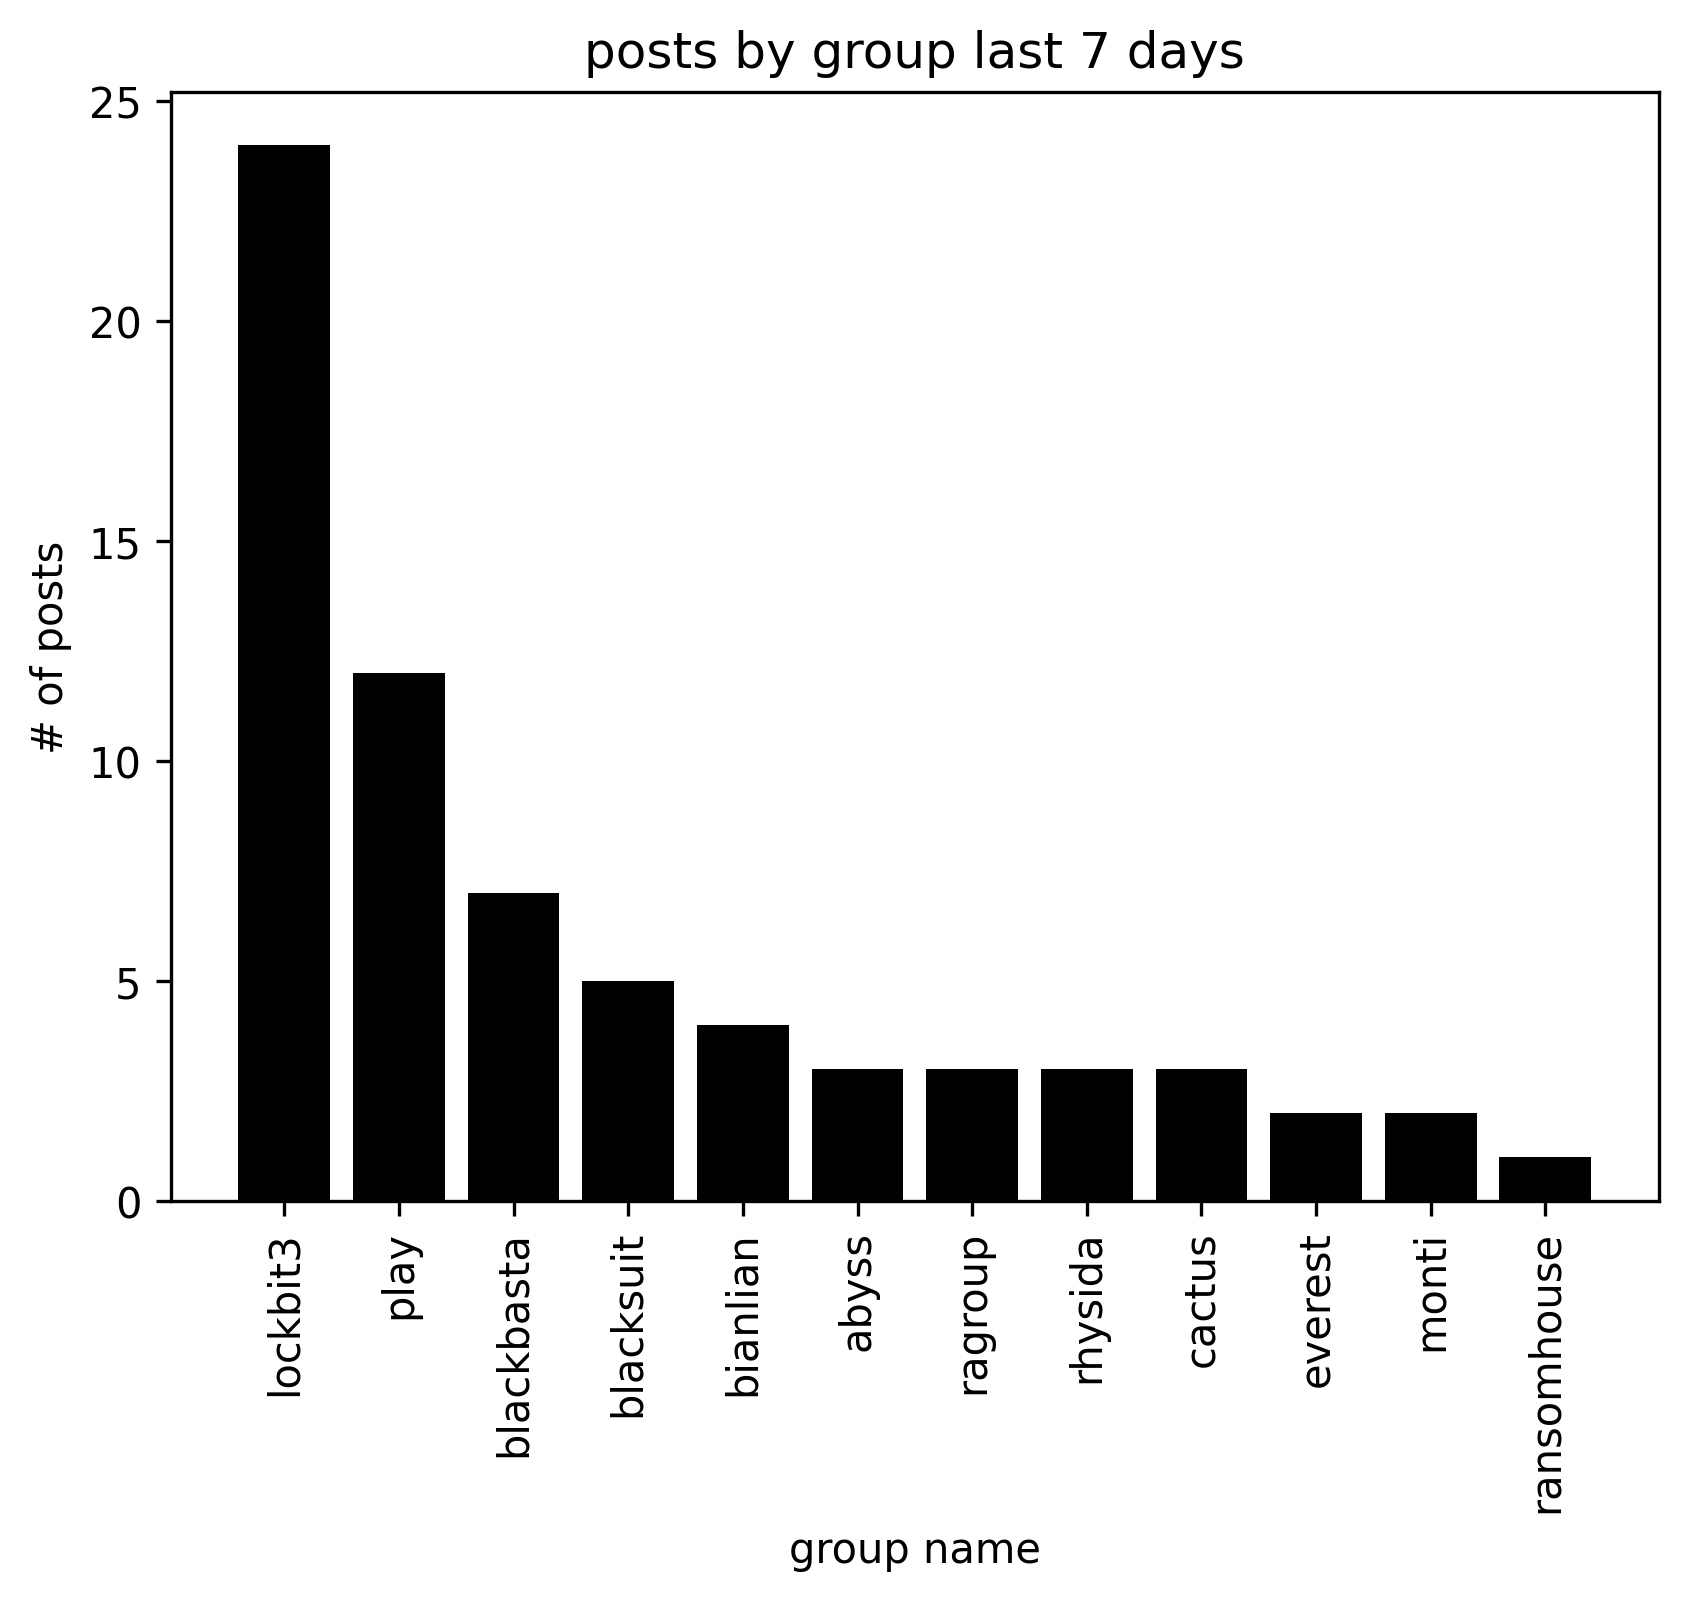 posts by group last 7 days
25
20
15
10
5
0
# of posts
lockbit3
play
blackbasta
blacksuit
bianlian
abyss
ragroup
rhysida
cactus
everest
monti
ransomhouse
group name